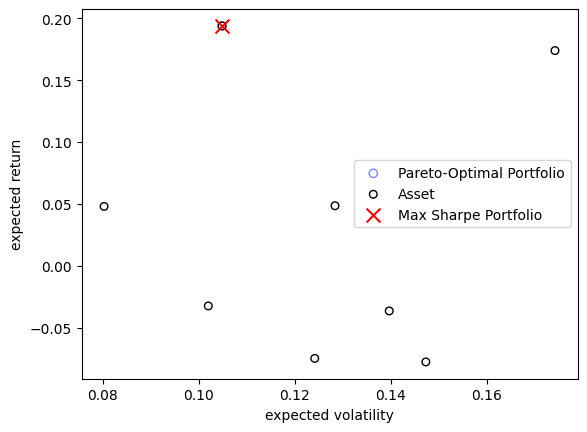 0.20
0.15
0.10
0.05
0.00
−0.05
expected return
Pareto-Optimal Portfolio
Asset
Max Sharpe Portfolio
0.08
0.10
0.12
0.14
0.16
expected volatility